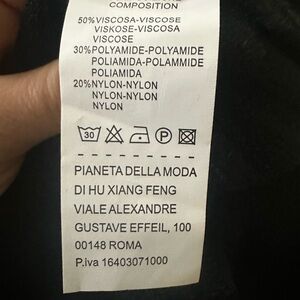 COMPOSITION
50%VISCOSA-VISCOSE
VISKOSE-VISCOSA
VISCOSE
30%POLYAMIDE-POLYAMIDE
POLIAMIDA-POLAMMIDE
POLIAMIDA
20%NYLON-NYLON
NYLON-NYLON
NYLON
30 P
PIANETA DELLA MODA
DI HU XIANG FENG
VIALE ALEXANDRE
GUSTAVE EFFEIL, 100
00148 ROMA
P.iva 16403071000